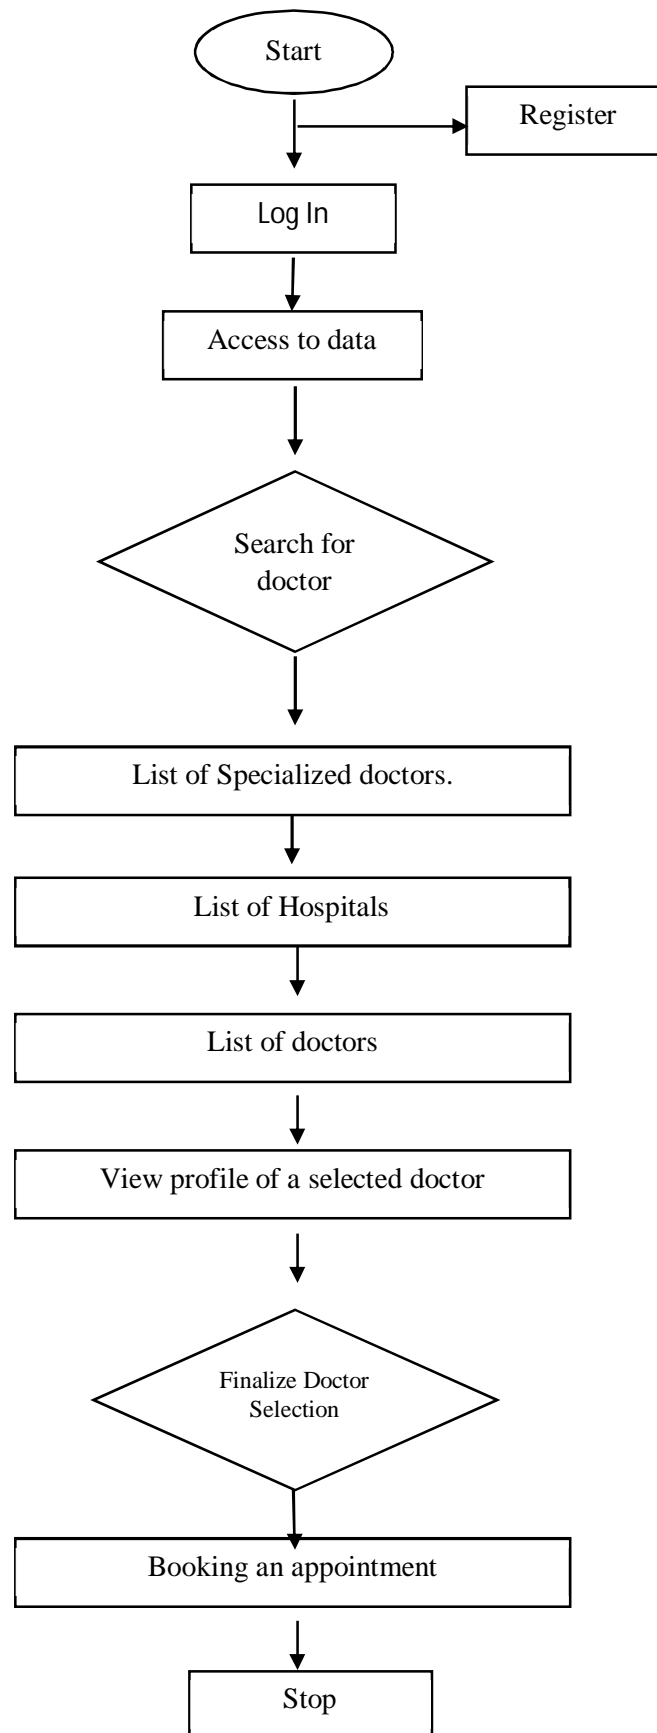 Start
Register
Log In
Access to data
Search for
doctor
List of Specialized doctors.
List of Hospitals
List of doctors
View profile of a selected doctor
Finalize Doctor
Selection
Booking an appointment
Stop